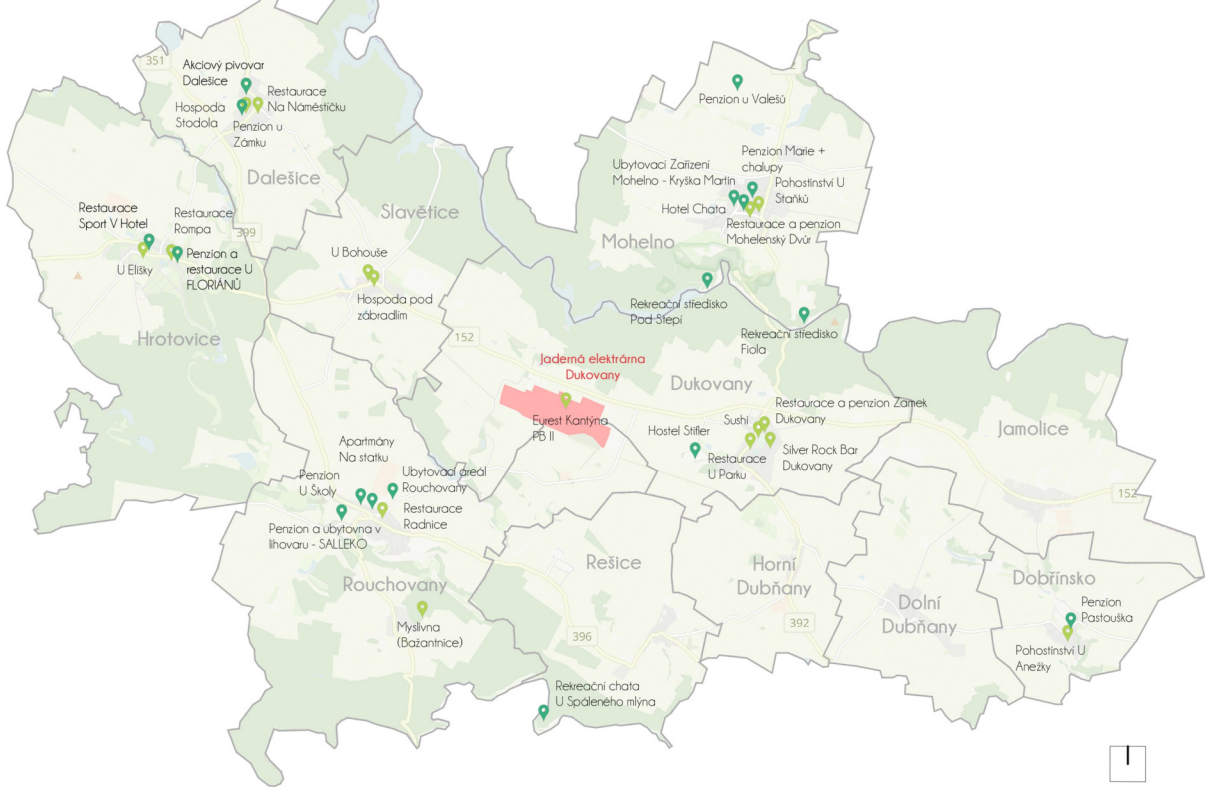 351
Akciový pivovar
Dalešice
Restaurace
Na Náměstíčku
Hospoda
Stodola
Penzion u
Zámku
Dalešice
Penzion u Valešů
Penzion Marie +
chalupy
Ubytovací Zařízení
Mohelno - Kryška Martin
Pohostinství U
Staňků
Hotel Chata
Restaurace a penzion
Mohelenský Dvůr
Mohelno
Slavětice
Restaurace
Sport V Hotel
Restaurace
Rompa
399
U Elišky
Penzion a
restaurace U
FLORIÁNŮ
U Bohouše
Hospoda pod
zábradlím
Rekreační středisko
Pod Stepí
Rekreační středisko
Fiola
Hrotovice
152
Jaderná elektrárna
Dukovany
Dukovany
Eurest Kantýna
PB II
Restaurace a penzion Zámek
Dukovany
Sushi
Hostel Stifler
Restaurace
U Parku
Silver Rock Bar
Dukovany
Jamolice
152
Apartmány
Na statku
Penzion
U Školy
Ubytovací areál
Rouchovany
Restaurace
Radnice
Penzion a ubytovna v
lihovaru - SALLEKO
Rešice
Horní
Dubňany
Dobřínsko
Rouchovany
Dolní
Dubňany
Penzion
Pastouška
Myslivna
(Bažantnice)
396
392
Pohostinství U
Anežky
Rekreační chata
U Spáleného mlýna